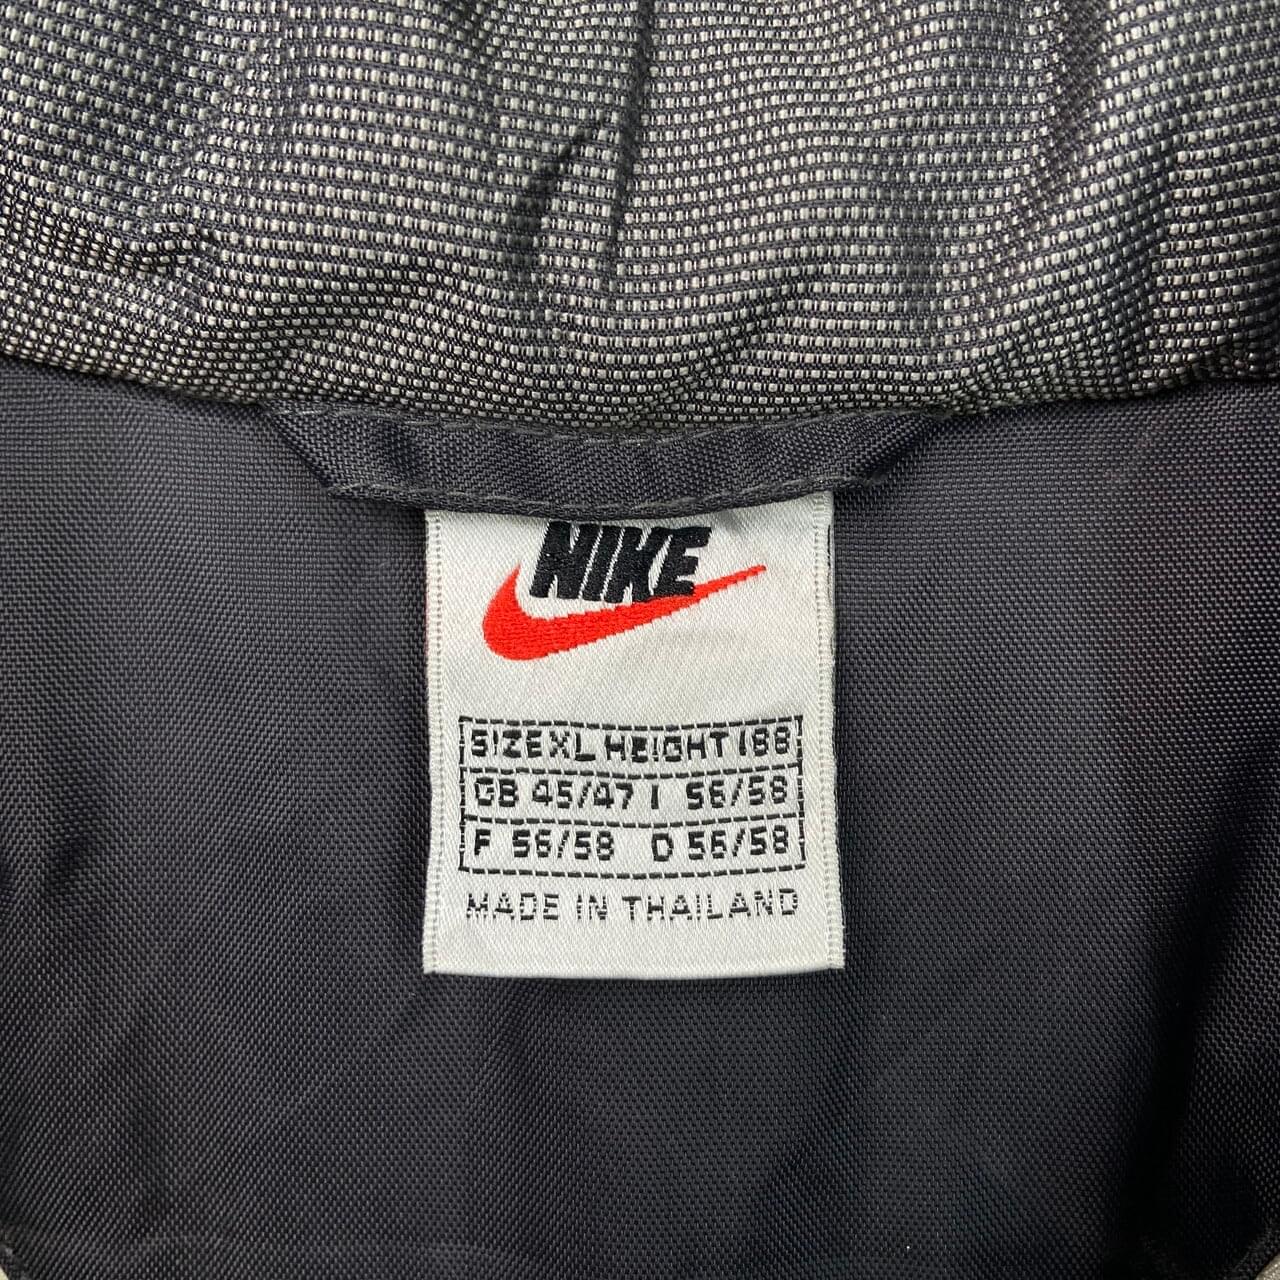 NIKE
SIZE XL HEIGHT 188
GB 45/47 I 56/58
F 56/58 D 56/58
MADE IN THAILAND